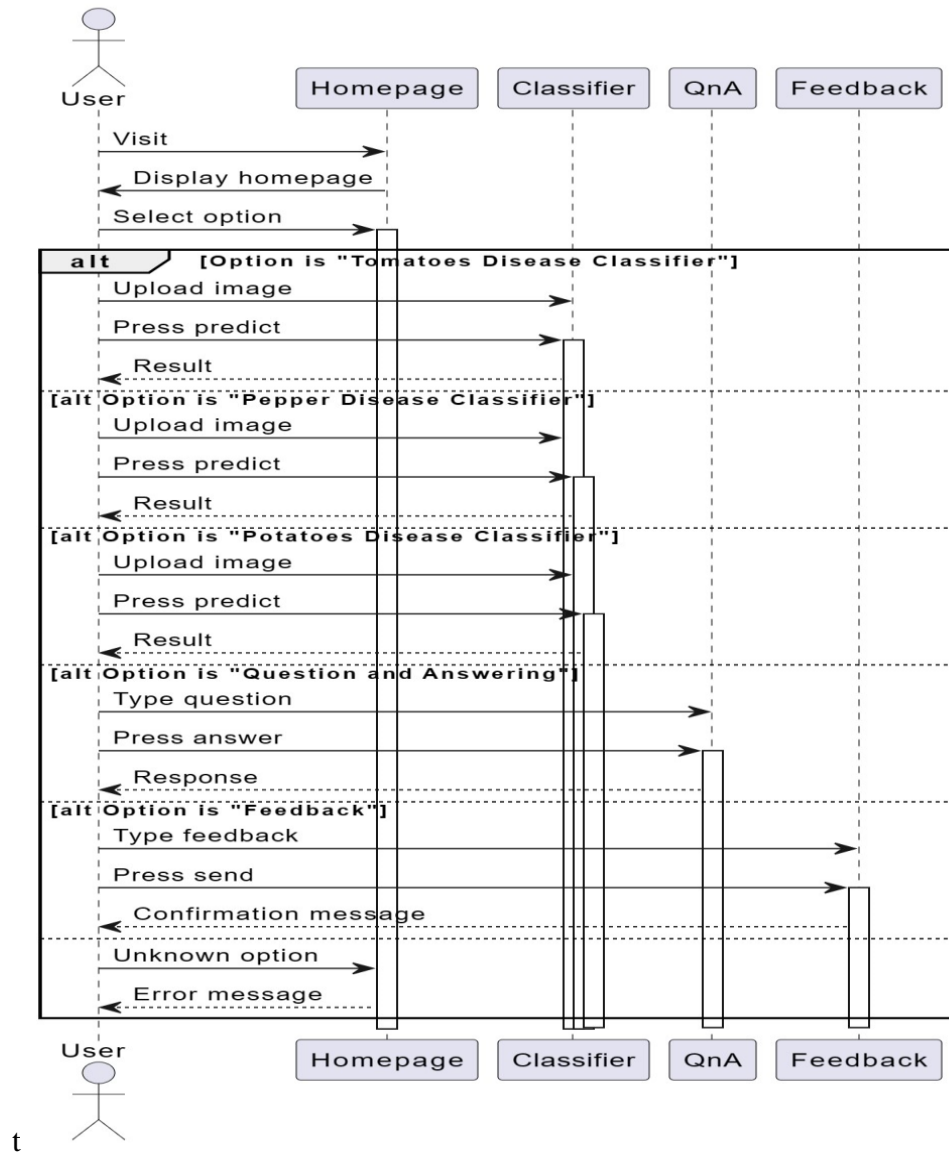 User
Homepage
Classifier
QnA
Feedback
Visit
Display homepage
Select option
alt
[Option is "Tomatoes Disease Classifier"]
Upload image
Press predict
Result
[alt Option is "Pepper Disease Classifier"]
Upload image
Press predict
Result
[alt Option is "Potatoes Disease Classifier"]
Upload image
Press predict
Result
[alt Option is "Question and Answering"]
Type question
Press answer
Response
[alt Option is "Feedback"]
Type feedback
Press send
Confirmation message
Unknown option
Error message
User
Homepage
Classifier
QnA
Feedback
t